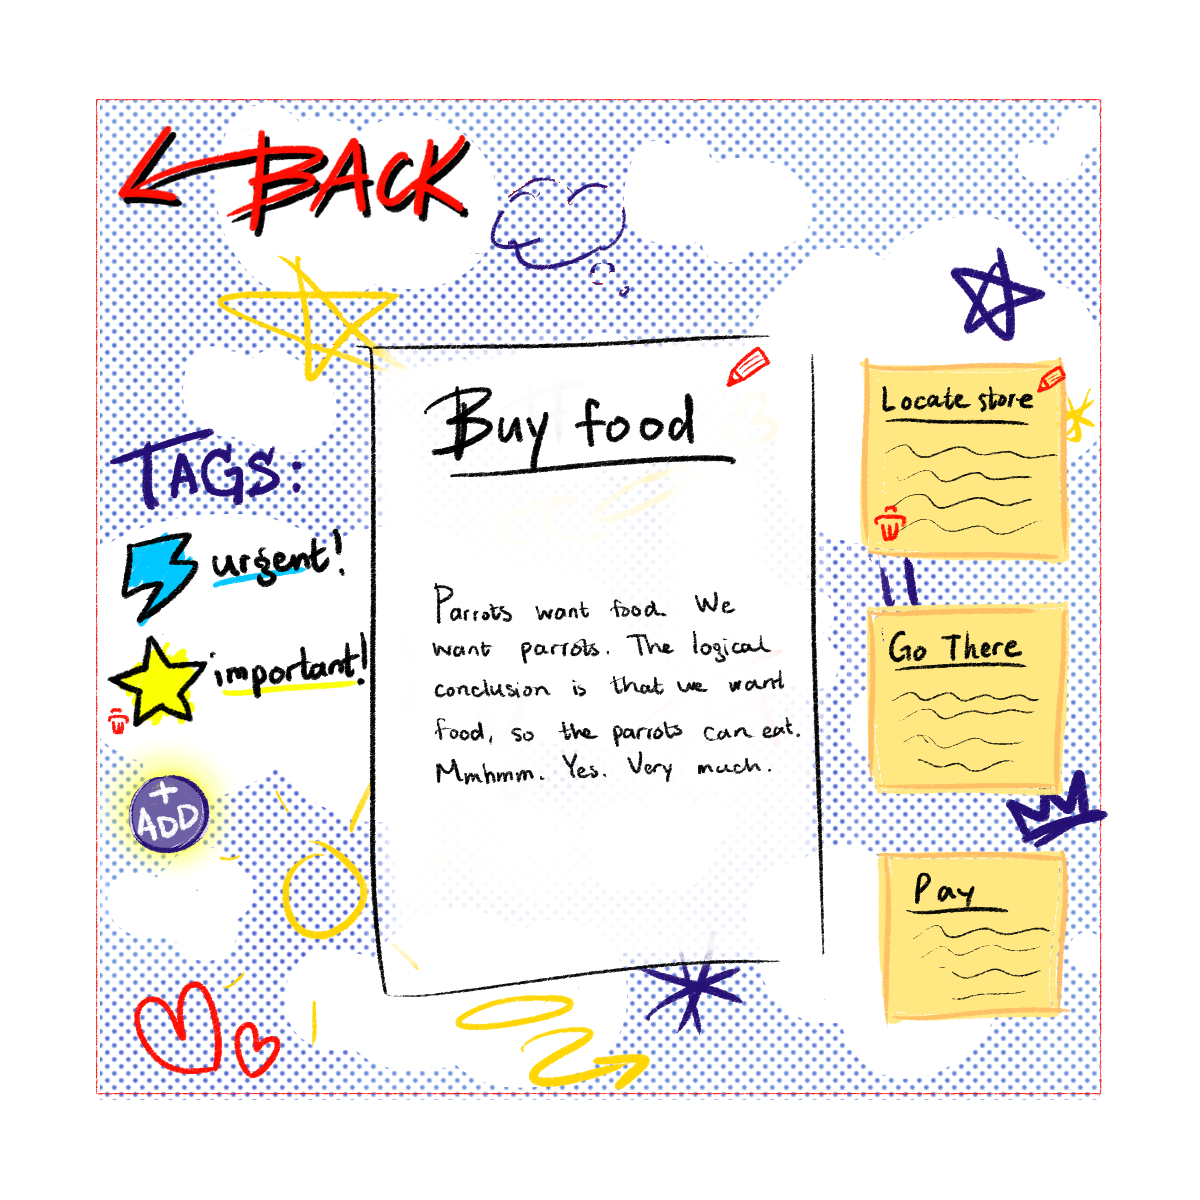 BACK
Buy food
TAGS:
urgent!
important!
+
ADD
Parrots want food. We
want parrots. The logical
conclusion is that we want
food, so the parrots can eat.
Mmhmm. Yes. Very much.
Locate store
Go There
Pay